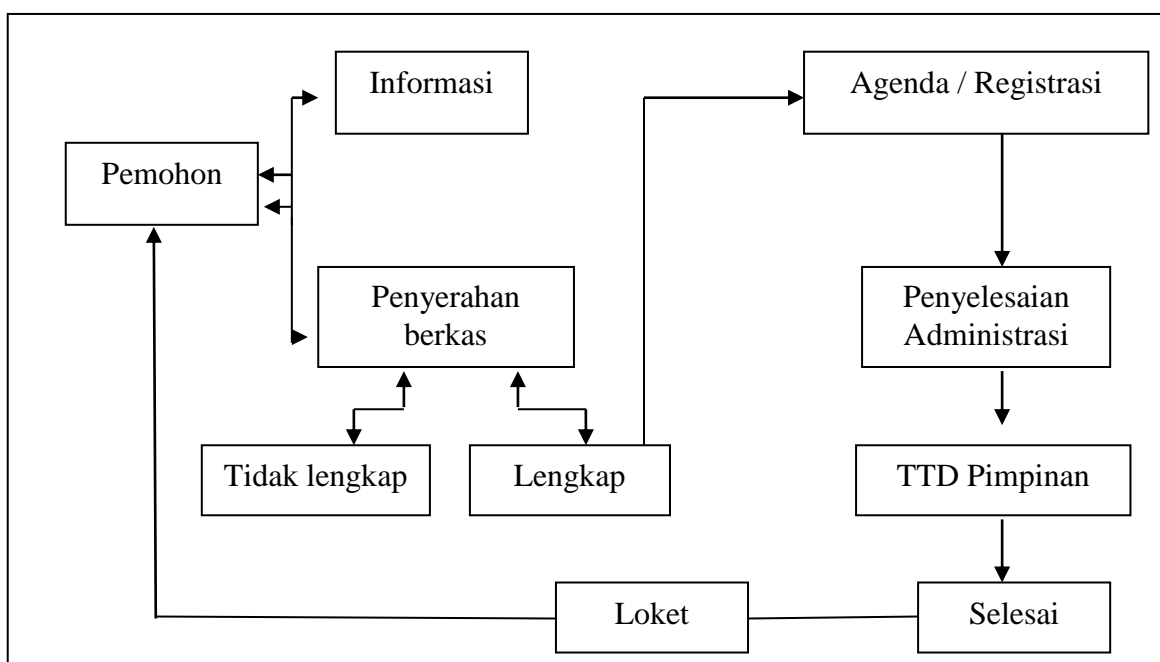 Informasi
Agenda / Registrasi
Pemohon
Penyerahan
berkas
Penyelesaian
Administrasi
Tidak lengkap
Lengkap
TTD Pimpinan
Loket
Selesai